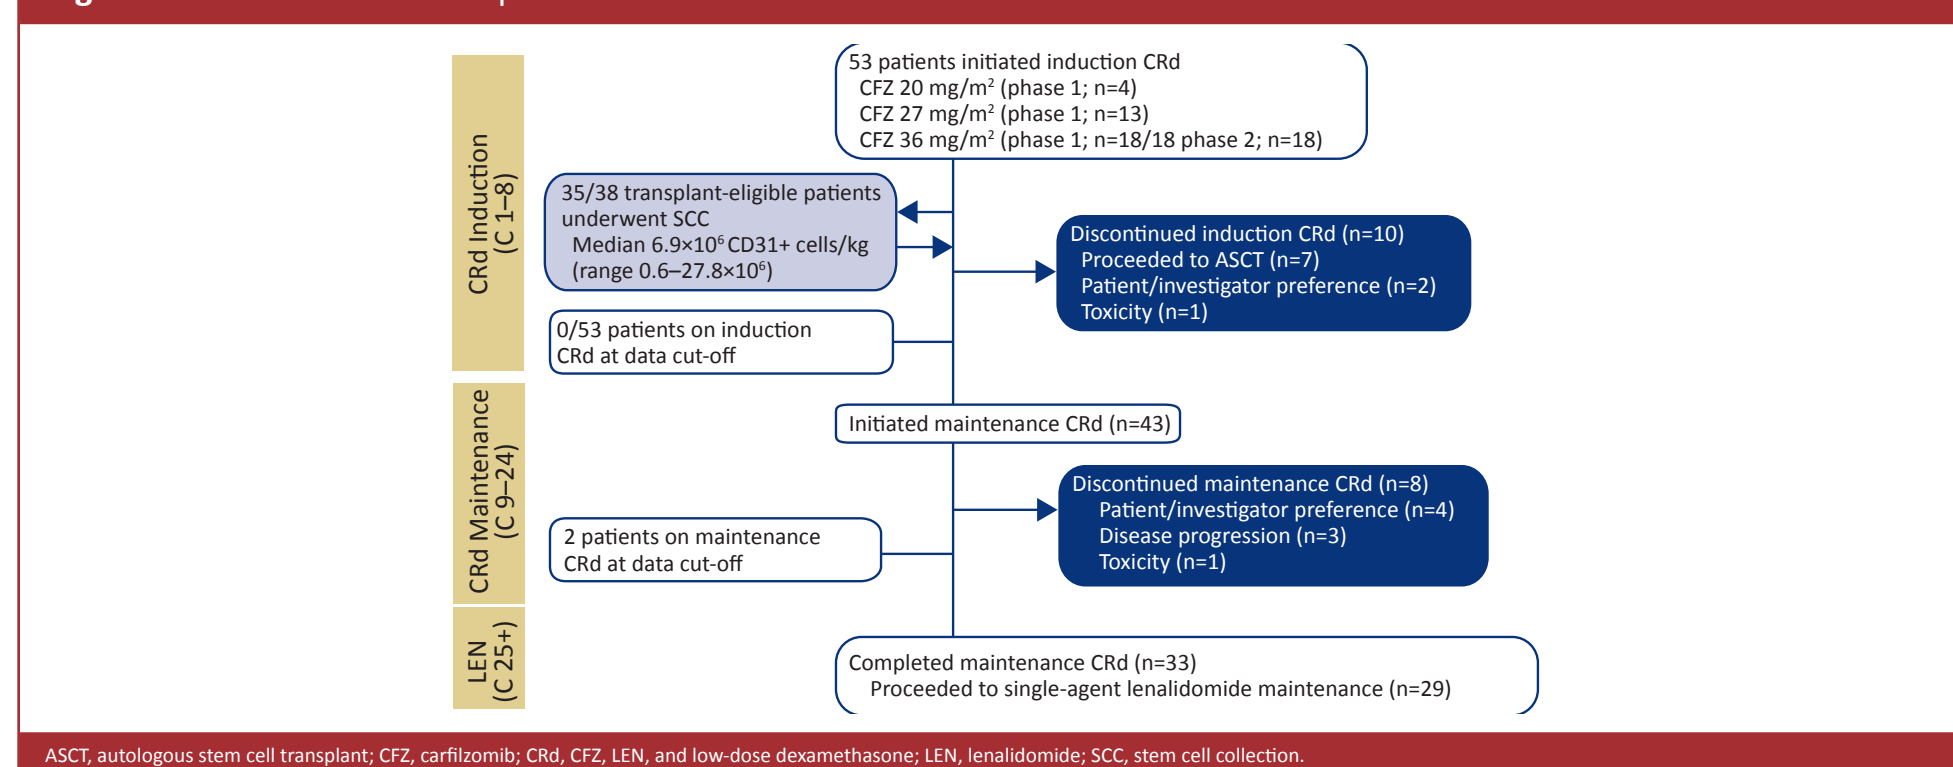 53 patients initiated induction CRd
CFZ 20 mg/m² (phase 1; n=4)
CFZ 27 mg/m² (phase 1; n=13)
CFZ 36 mg/m² (phase 1; n=18/18 phase 2; n=18)
CRd Induction
(C 1–8)
35/38 transplant-eligible patients
underwent SCC
Median 6.9×10⁶ CD31+ cells/kg
(range 0.6–27.8×10⁶)
Discontinued induction CRd (n=10)
Proceeded to ASCT (n=7)
Patient/investigator preference (n=2)
Toxicity (n=1)
0/53 patients on induction
CRd at data cut-off
CRd Maintenance
(C 9–24)
Initiated maintenance CRd (n=43)
Discontinued maintenance CRd (n=8)
Patient/investigator preference (n=4)
Disease progression (n=3)
Toxicity (n=1)
2 patients on maintenance
CRd at data cut-off
LEN
(C 25+)
Completed maintenance CRd (n=33)
Proceeded to single-agent lenalidomide maintenance (n=29)
ASCT, autologous stem cell transplant; CFZ, carfilzomib; CRd, CFZ, LEN, and low-dose dexamethasone; LEN, lenalidomide; SCC, stem cell collection.